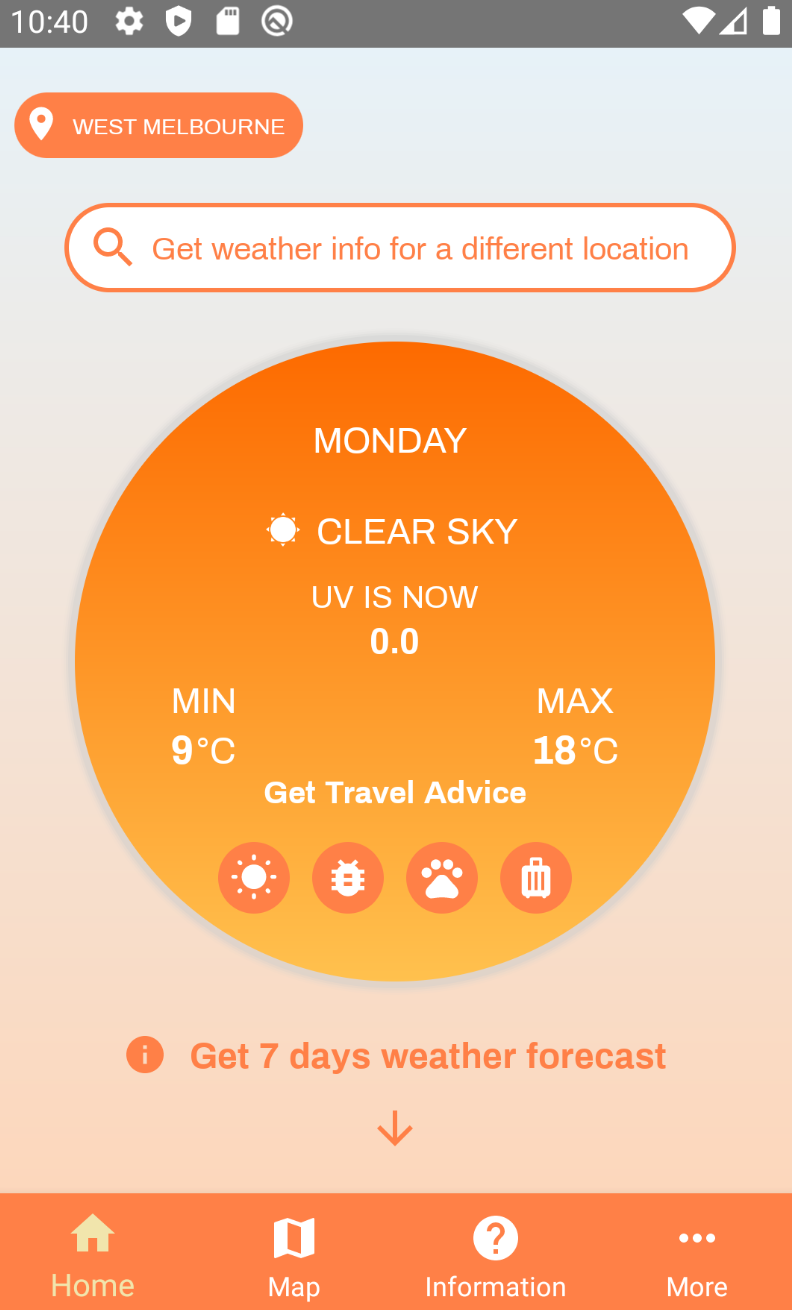 10:40
WEST MELBOURNE
Get weather info for a different location
MONDAY
CLEAR SKY
UV IS NOW
0.0
MIN MAX
9°C 18°C
Get Travel Advice
Get 7 days weather forecast
Home Map Information More